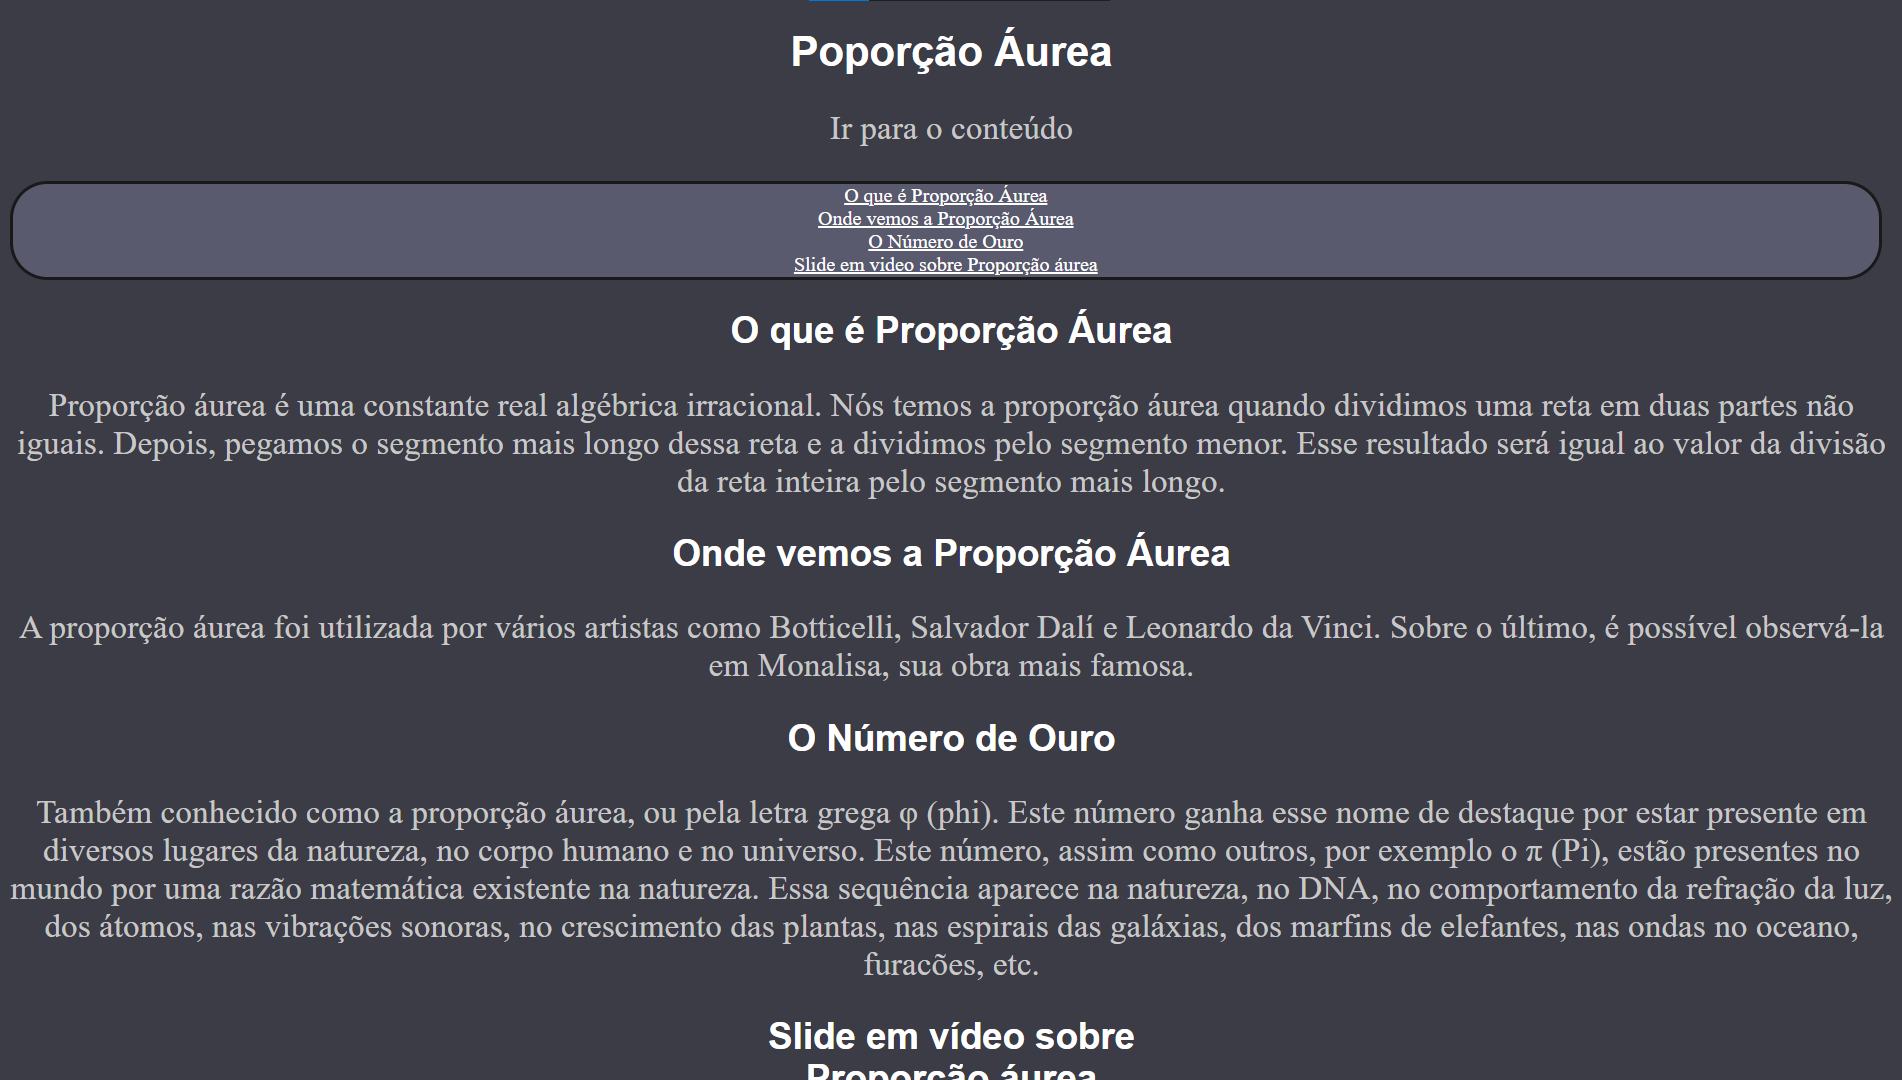 Poporção Áurea
Ir para o conteúdo
O que é Proporção Áurea
Onde vemos a Proporção Áurea
O Número de Ouro
Slide em video sobre Proporção áurea
O que é Proporção Áurea
Proporção áurea é uma constante real algébrica irracional. Nós temos a proporção áurea quando dividimos uma reta em duas partes não
iguais. Depois, pegamos o segmento mais longo dessa reta e a dividimos pelo segmento menor. Esse resultado será igual ao valor da divisão
da reta inteira pelo segmento mais longo.
Onde vemos a Proporção Áurea
A proporção áurea foi utilizada por vários artistas como Botticelli, Salvador Dalí e Leonardo da Vinci. Sobre o último, é possível observá-la
em Monalisa, sua obra mais famosa.
O Número de Ouro
Também conhecido como a proporção áurea, ou pela letra grega φ (phi). Este número ganha esse nome de destaque por estar presente em
diversos lugares da natureza, no corpo humano e no universo. Este número, assim como outros, por exemplo o π (Pi), estão presentes no
mundo por uma razão matemática existente na natureza. Essa sequência aparece na natureza, no DNA, no comportamento da refração da luz,
dos átomos, nas vibrações sonoras, no crescimento das plantas, nas espirais das galáxias, dos marfins de elefantes, nas ondas no oceano,
furacões, etc.
Slide em vídeo sobre
Proporção áurea